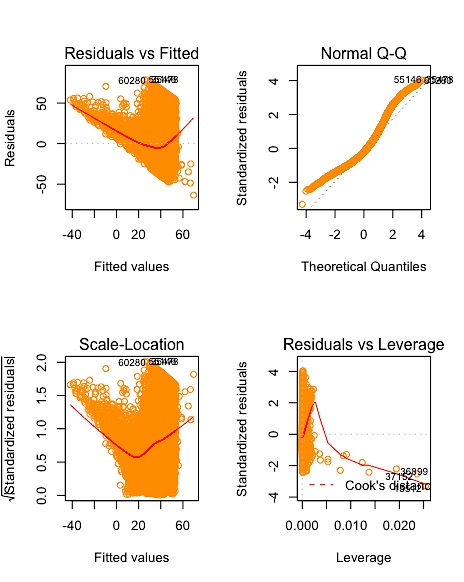 Residuals vs Fitted
Residuals
50
0
-50
60280
-40
0
20
60
Fitted values
Normal Q-Q
Standardized residuals
4
2
0
-2
55146
-4
-2
0
2
4
Theoretical Quantiles
Scale-Location
√|Standardized residuals|
2.0
1.5
1.0
0.5
0.0
60280
-40
0
20
60
Fitted values
Residuals vs Leverage
Standardized residuals
4
2
0
-2
-4
36899
37152
Cook's distanc
0.000
0.010
0.020
Leverage